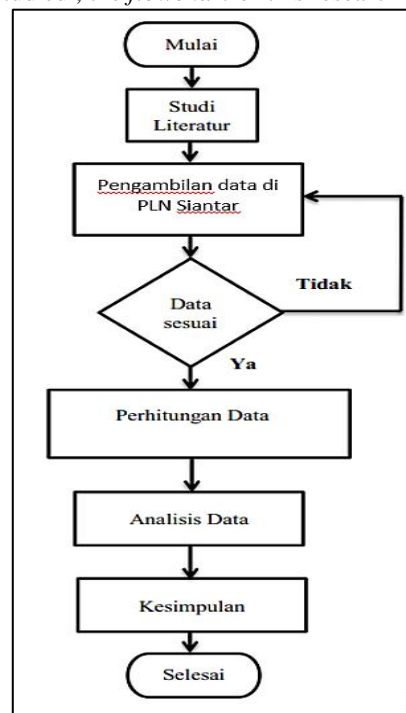 Mulai
Studi
Literatur
Pengambilan data di
PLN Siantar
Data
sesuai
Tidak
Ya
Perhitungan Data
Analisis Data
Kesimpulan
Selesai